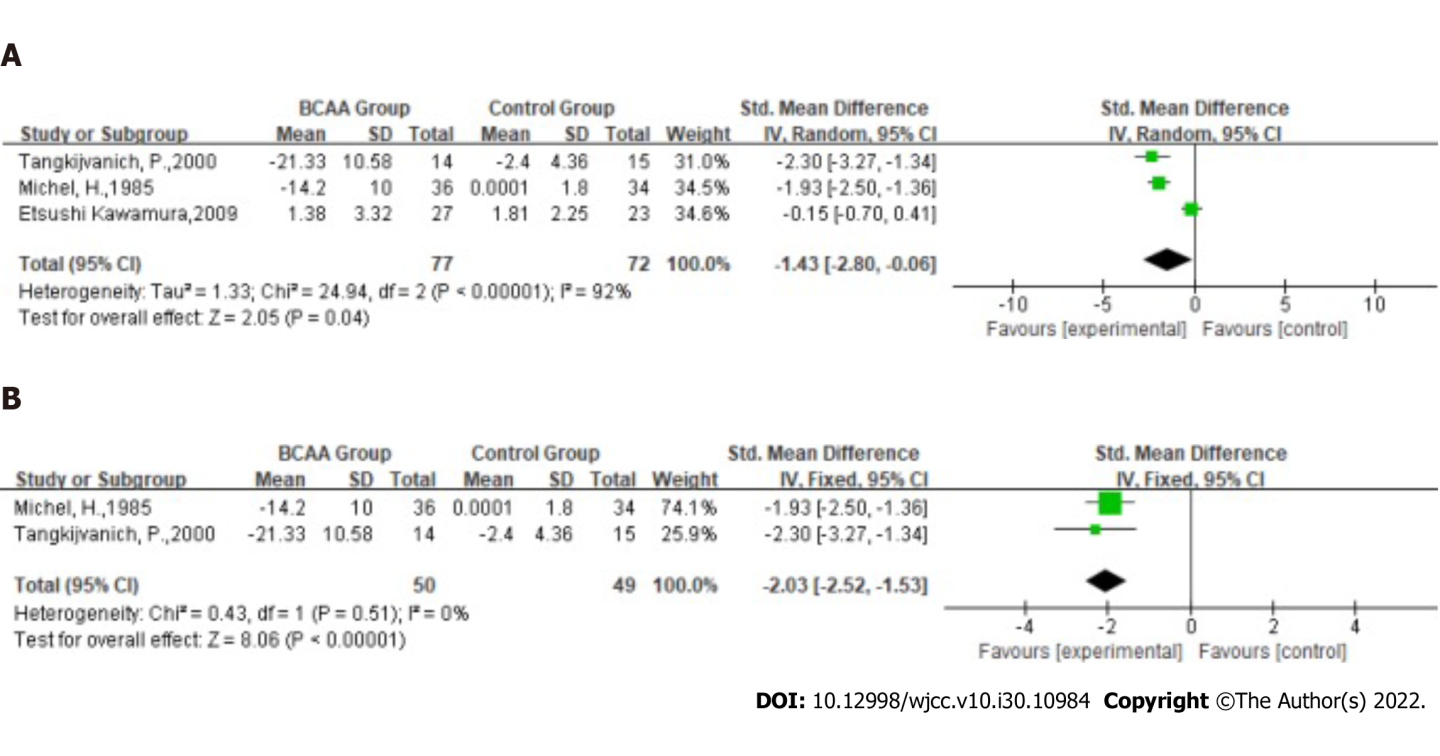 A
BCAA Group Control Group Std. Mean Difference Std. Mean Difference
Study or Subgroup Mean SD Total Mean SD Total Weight IV, Random, 95% CI IV, Random, 95% CI
Tangkijvanich, P.,2000 -21.33 10.58 14 -2.4 4.36 15 31.0% -2.30 [-3.27, -1.34]
Michel, H.,1985 -14.2 10 36 0.0001 1.8 34 34.5% -1.93 [-2.50, -1.36]
Etsushi Kawamura,2009 1.38 3.32 27 1.81 2.25 23 34.6% -0.15 [-0.70, 0.41]
Total (95% CI) 77 72 100.0% -1.43 [-2.80, -0.06]
Heterogeneity: Tau² = 1.33; Chi² = 24.94, df = 2 (P < 0.00001); I² = 92%
Test for overall effect: Z = 2.05 (P = 0.04)
-10 -5 0 5 10
Favours [experimental] Favours [control]
B
BCAA Group Control Group Std. Mean Difference Std. Mean Difference
Study or Subgroup Mean SD Total Mean SD Total Weight IV, Fixed, 95% CI IV, Fixed, 95% CI
Michel, H.,1985 -14.2 10 36 0.0001 1.8 34 74.1% -1.93 [-2.50, -1.36]
Tangkijvanich, P.,2000 -21.33 10.58 14 -2.4 4.36 15 25.9% -2.30 [-3.27, -1.34]
Total (95% CI) 50 49 100.0% -2.03 [-2.52, -1.53]
Heterogeneity: Chi² = 0.43, df = 1 (P = 0.51); I² = 0%
Test for overall effect: Z = 8.06 (P < 0.00001)
-4 -2 0 2 4
Favours [experimental] Favours [control]
DOI: 10.12998/wjcc.v10.i30.10984 Copyright ©The Author(s) 2022.